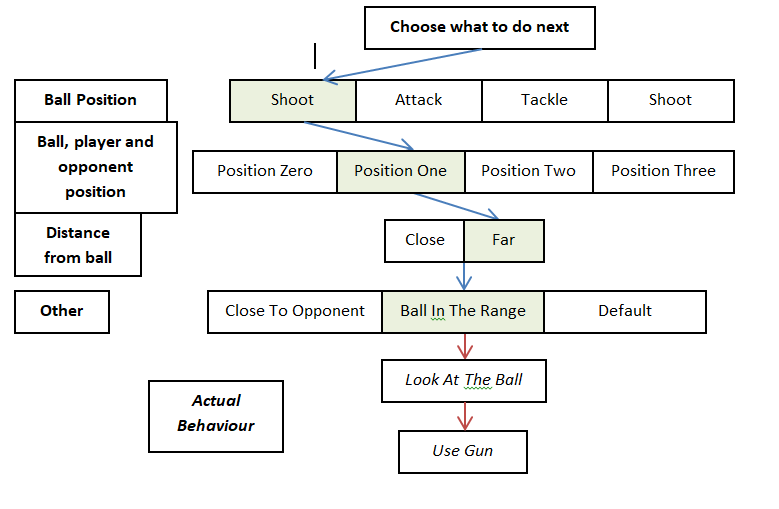 Choose what to do next
Ball Position
Shoot
Attack
Tackle
Shoot
Ball, player and
opponent
position
Position Zero
Position One
Position Two
Position Three
Distance
from ball
Close
Far
Other
Close To Opponent
Ball In The Range
Default
Look At The Ball
Actual
Behaviour
Use Gun